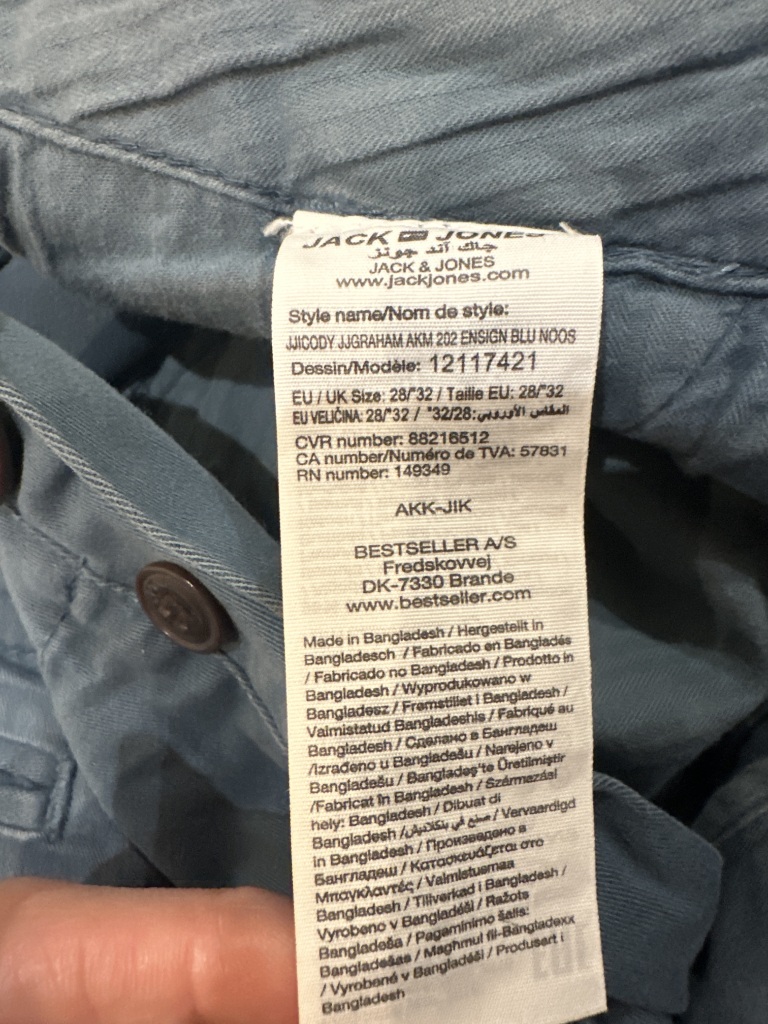 JACK JONES
جاك آند جونز
JACK & JONES
www.jackjones.com
Style name/Nom de style:
JJICODY JJGRAHAM AKM 202 ENSIGN BLU NOOS
Dessin/Modèle: 12117421
EU / UK Size: 28/"32 / Taille EU: 28/"32
EU VELIČINA: 28/"32 / "32/28:المقاس الأوروبي
CVR number: 88216512
CA number/Numéro de TVA: 57831
RN number: 149349
AKK-JIK
BESTSELLER A/S
Fredskovvej
DK-7330 Brande
www.bestseller.com
Made in Bangladesh / Hergestellt in
Bangladesch / Fabricado en Bangladés
/ Fabricado no Bangladesh / Prodotto in
Bangladesh / Wyprodukowano w
Bangladesz / Fremstillet i Bangladesh /
Valmistatud Bangladeshis / Fabriqué au
Bangladesh / Сделано в Бангладеш
/Izrađeno u Bangladešu / Narejeno v
Bangladešu / Bangladeş'te Üretilmiştir
/Fabricat în Bangladesh / Származási
hely: Bangladesh / Dibuat di
Bangladesh /صنع في بنغلاديش / Vervaardigd
in Bangladesh / Произведено в
Бангладеш / Κατασκευάζεται στο
Μπαγκλαντές / Valmistusmaa
Bangladesh / Tillverkad i Bangladesh /
Vyrobeno v Bangladéši / Ražots
Bangladeša / Pagaminimo šalis:
Bangladešas / Magħmul fil-Bangladexx
/ Vyrobené v Bangladéši / Produsert i
Bangladesh